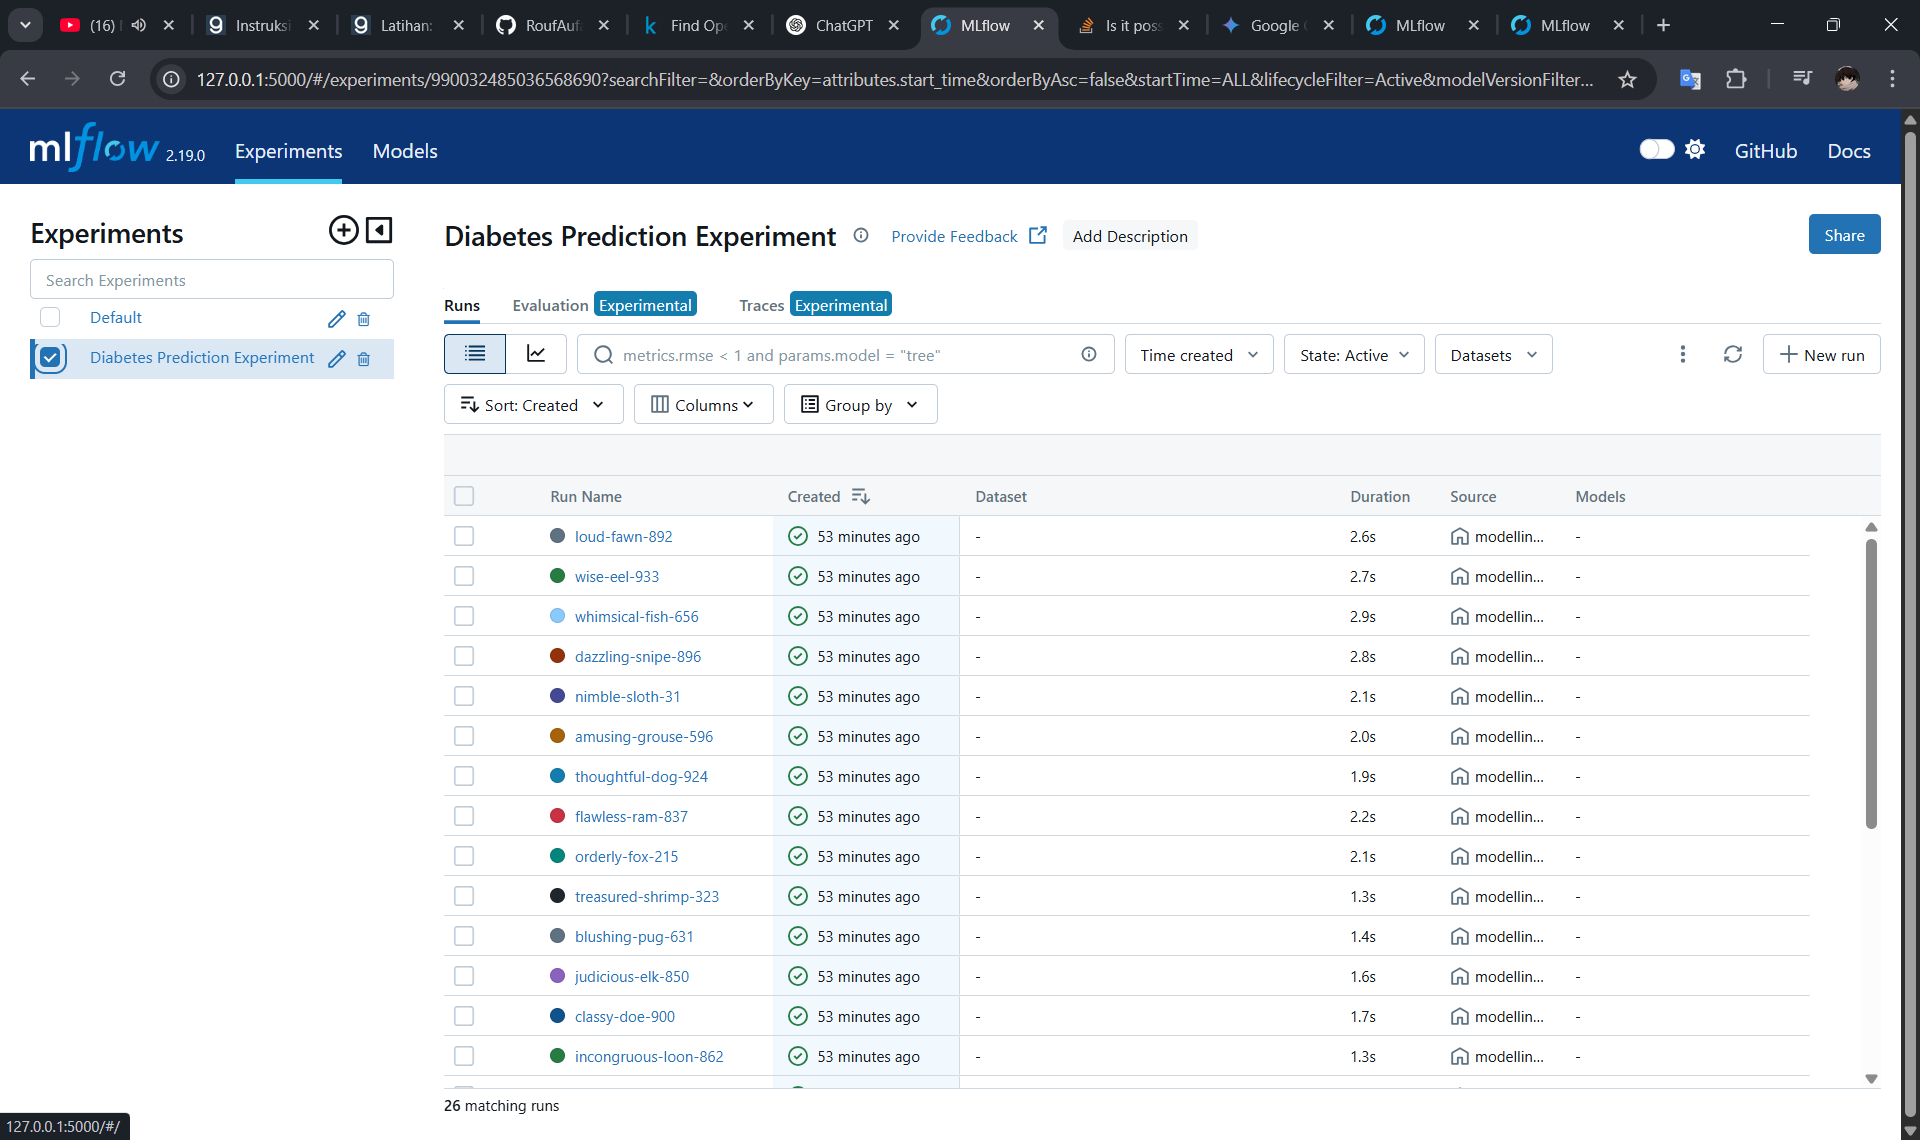 (16)
Instruksi
Latihan:
RoufAufa
Find Ope
ChatGPT
MLflow
Is it poss
Google C
MLflow
MLflow
127.0.0.1:5000/#/experiments/990032485036568690?searchFilter=&orderByKey=attributes.start_time&orderByAsc=false&startTime=ALL&lifecycleFilter=Active&modelVersionFilter...
mlflow 2.19.0
Experiments
Models
GitHub
Docs
Experiments
Search Experiments
Default
Diabetes Prediction Experiment
Diabetes Prediction Experiment
Provide Feedback
Add Description
Share
Runs
Evaluation Experimental
Traces Experimental
metrics.rmse < 1 and params.model = "tree"
Time created
State: Active
Datasets
New run
Sort: Created
Columns
Group by
Run Name Created Dataset Duration Source Models
loud-fawn-892 53 minutes ago - 2.6s modellin... -
wise-eel-933 53 minutes ago - 2.7s modellin... -
whimsical-fish-656 53 minutes ago - 2.9s modellin... -
dazzling-snipe-896 53 minutes ago - 2.8s modellin... -
nimble-sloth-31 53 minutes ago - 2.1s modellin... -
amusing-grouse-596 53 minutes ago - 2.0s modellin... -
thoughtful-dog-924 53 minutes ago - 1.9s modellin... -
flawless-ram-837 53 minutes ago - 2.2s modellin... -
orderly-fox-215 53 minutes ago - 2.1s modellin... -
treasured-shrimp-323 53 minutes ago - 1.3s modellin... -
blushing-pug-631 53 minutes ago - 1.4s modellin... -
judicious-elk-850 53 minutes ago - 1.6s modellin... -
classy-doe-900 53 minutes ago - 1.7s modellin... -
incongruous-loon-862 53 minutes ago - 1.3s modellin... -
26 matching runs
127.0.0.1:5000/#/